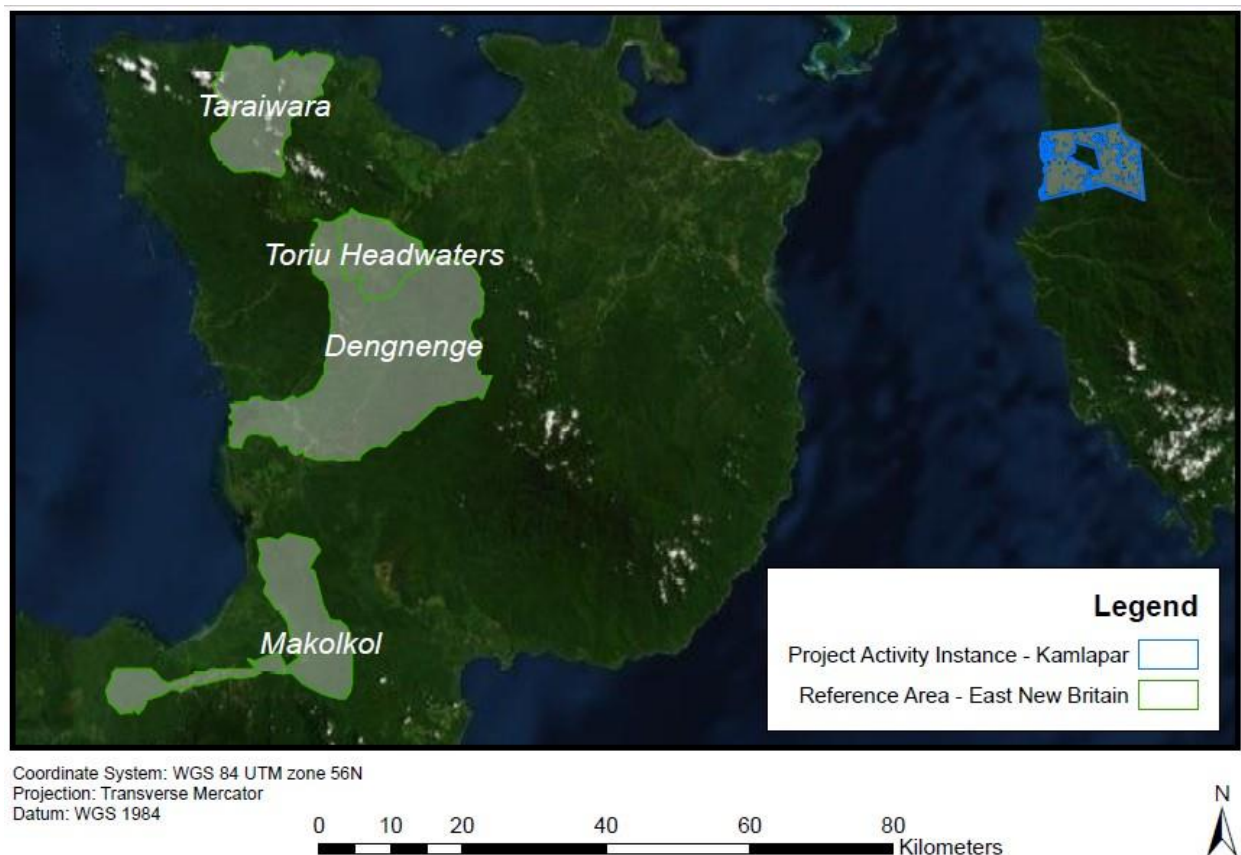 Taraiwara
Toriu Headwaters
Dengnenge
Makolkol
Legend
Project Activity Instance - Kamlapar
Reference Area - East New Britain
Coordinate System: WGS 84 UTM zone 56N
Projection: Transverse Mercator
Datum: WGS 1984
0 10 20 40 60 80
Kilometers
N